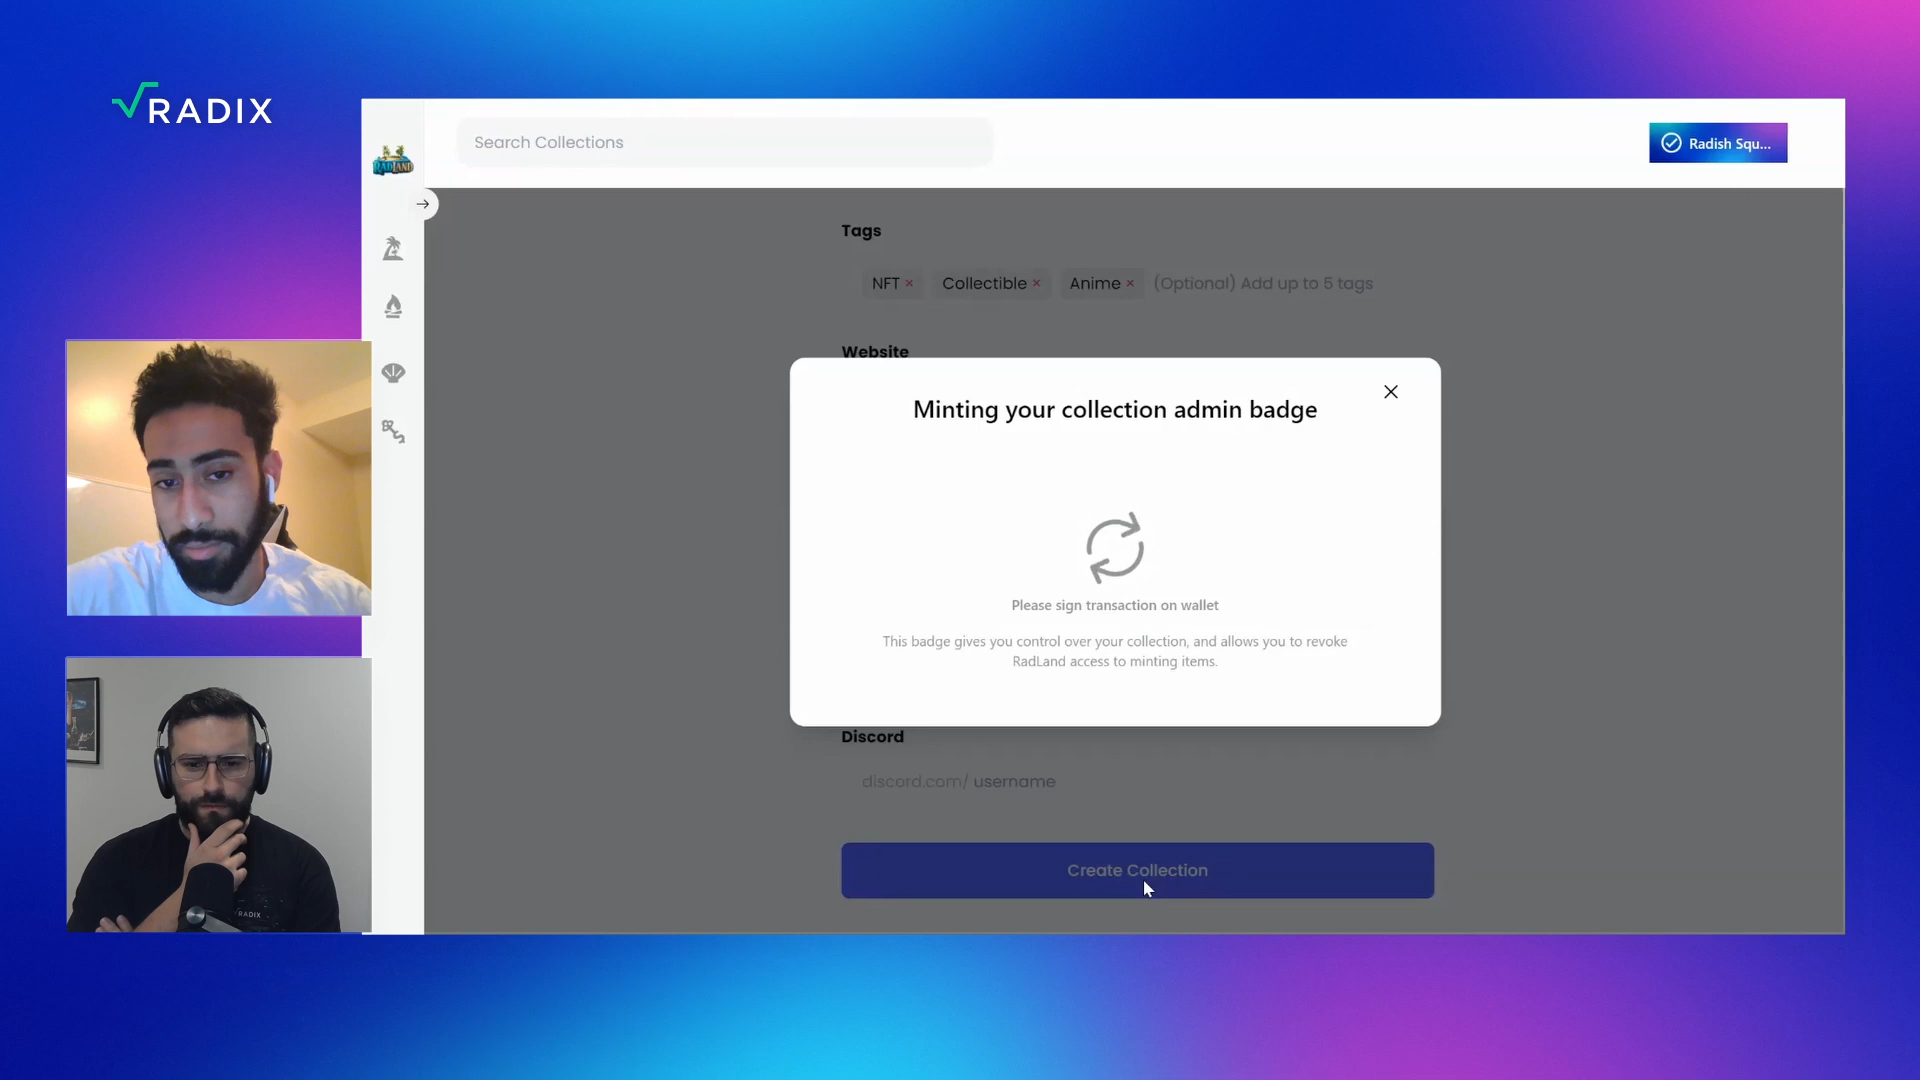 RADIX
RADLAND
Search Collections
Radish Squ...
Tags
NFT × Collectible × Anime × (Optional) Add up to 5 tags
Website
Minting your collection admin badge
Please sign transaction on wallet
This badge gives you control over your collection, and allows you to revoke
RadLand access to minting items.
Discord
discord.com/ username
Create Collection
RADIX